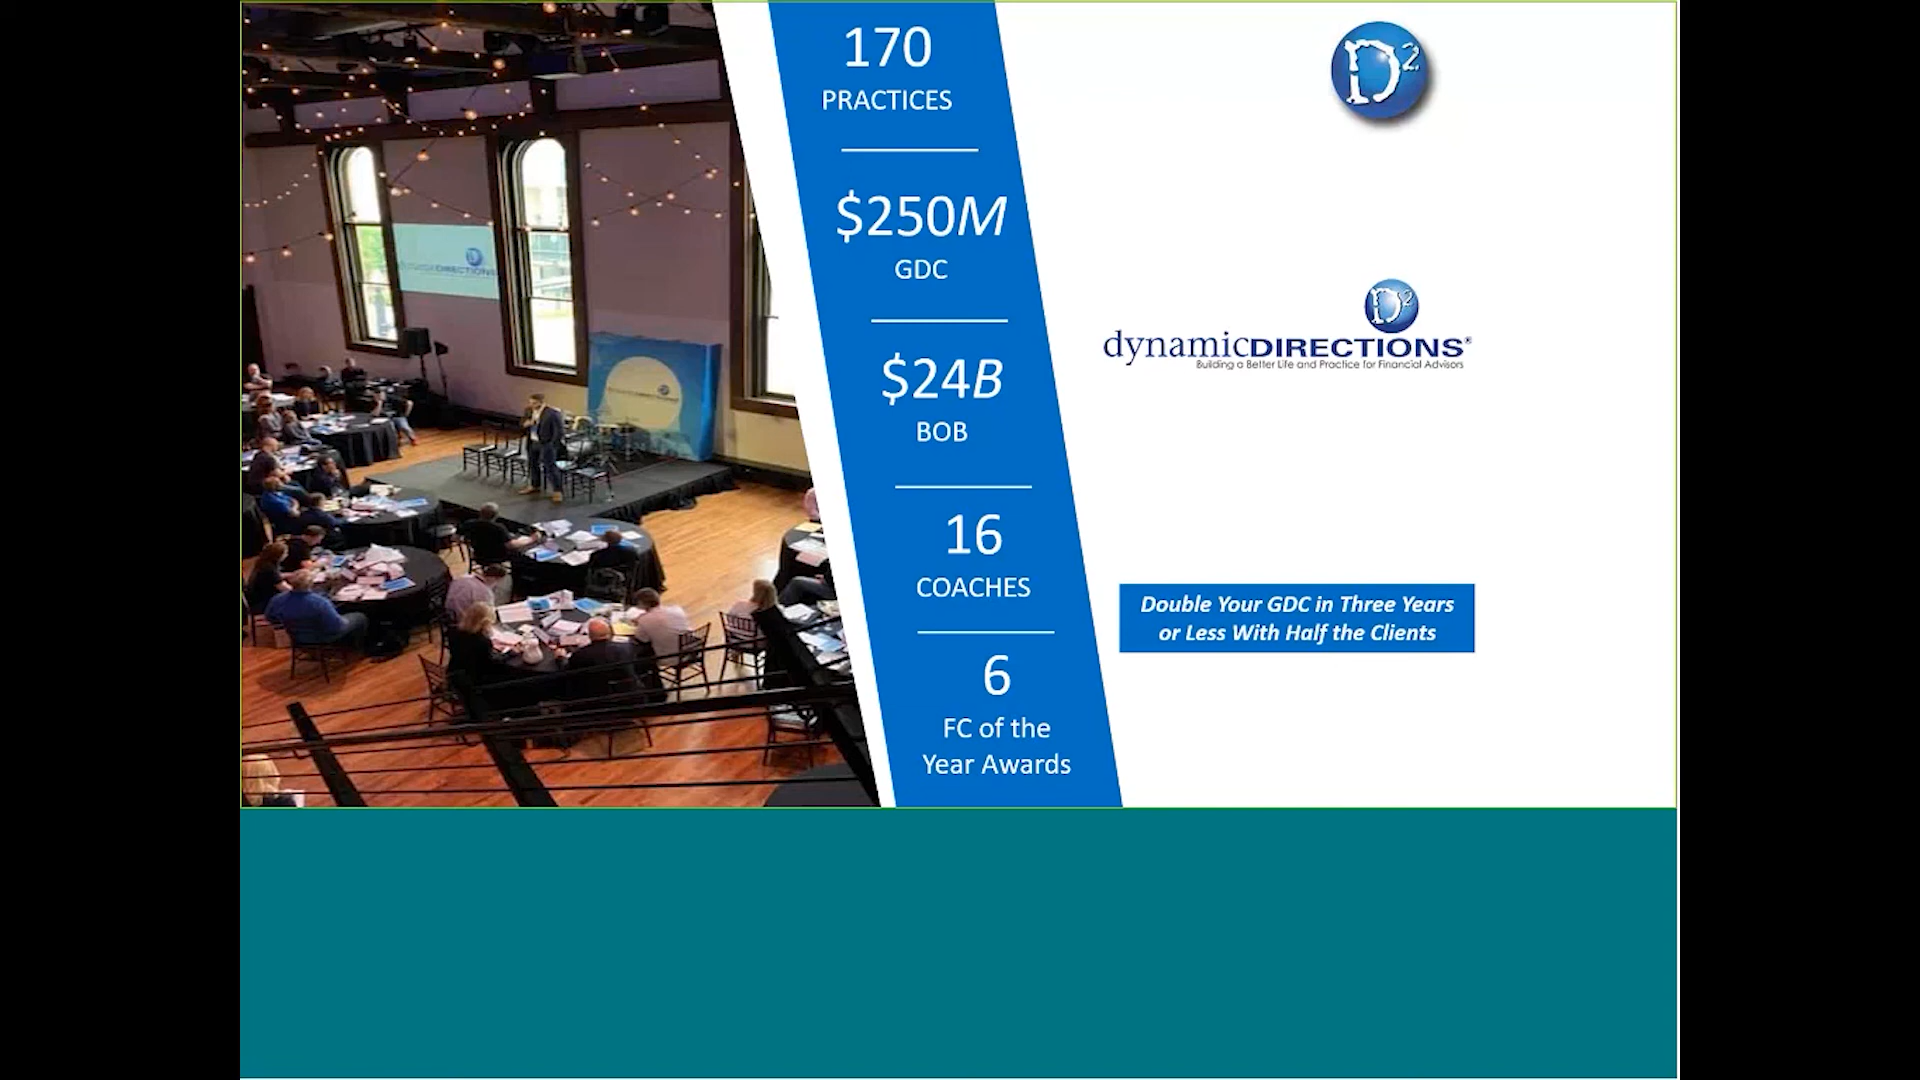 170
PRACTICES
$250M
GDC
$24B
BOB
16
COACHES
6
FC of the
Year Awards
D2
D2
dynamicDIRECTIONS®
Building a Better Life and Practice for Financial Advisors
Double Your GDC in Three Years
or Less With Half the Clients